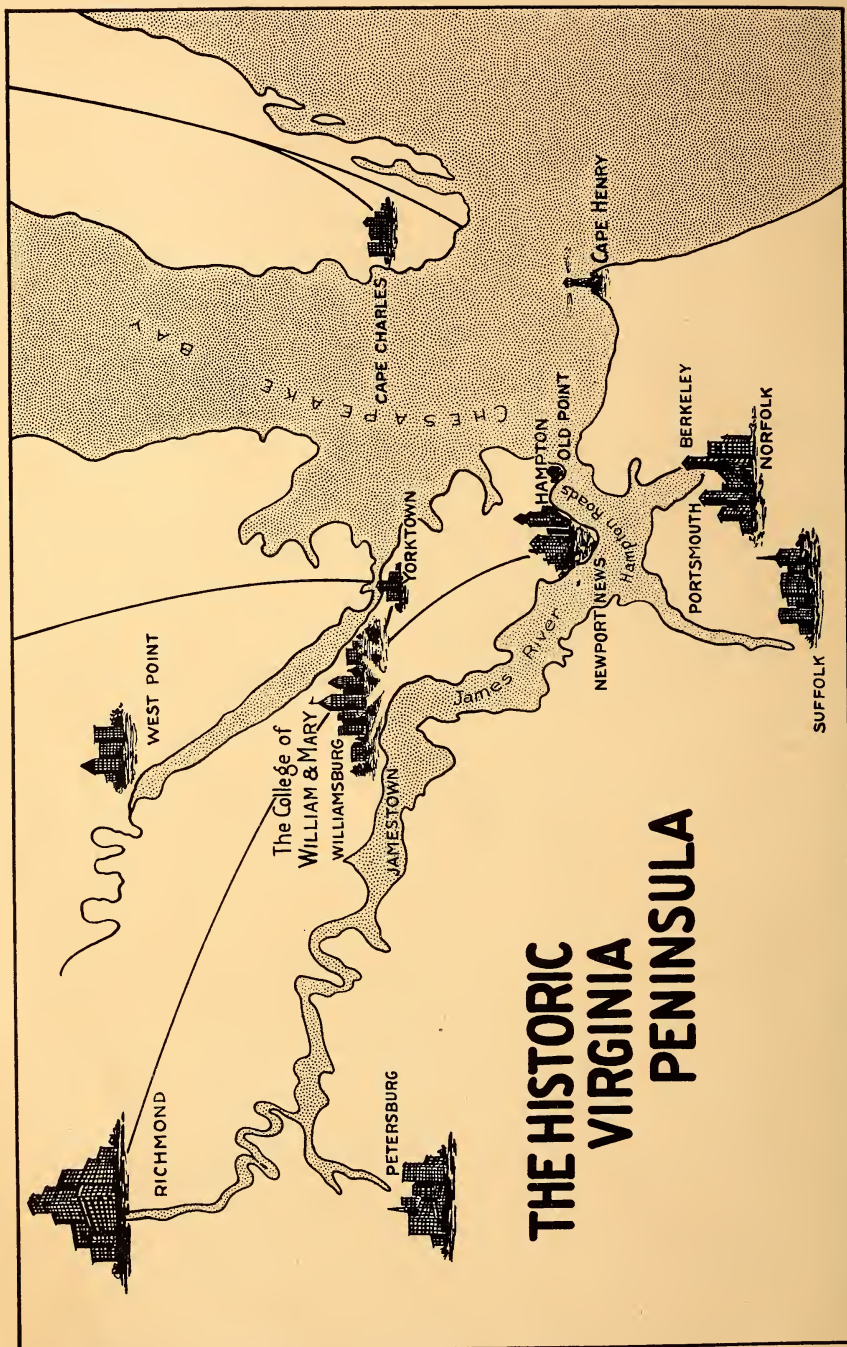 THE HISTORIC
VIRGINIA
PENINSULA
RICHMOND
PETERSBURG
WEST POINT
The College of
WILLIAM & MARY
WILLIAMSBURG
JAMESTOWN
YORKTOWN
James River
NEWPORT NEWS
HAMPTON
OLD POINT
Hampton Roads
CHESAPEAKE BAY
CAPE CHARLES
CAPE HENRY
BERKELEY
NORFOLK
PORTSMOUTH
SUFFOLK